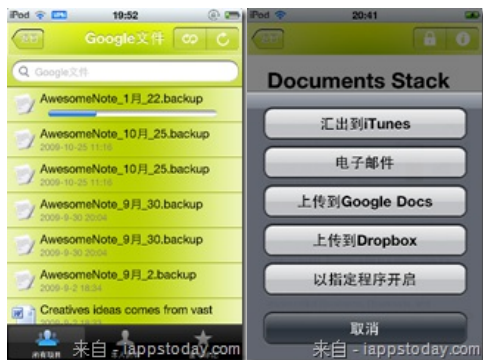 iPod
19:52
Google文件
Google文件
AwesomeNote_1月_22.backup
AwesomeNote_10月_25.backup
2009-10-25 11:16
AwesomeNote_10月_25.backup
2009-10-25 11:16
AwesomeNote_9月_30.backup
2009-9-30 20:04
AwesomeNote_9月_30.backup
2009-9-30 20:04
AwesomeNote_9月_2.backup
2009-9-2 18:34
Creatives ideas comes from vast
所有项目
来自 - iappstoday.com
iPod
20:41
Documents Stack
汇出到iTunes
电子邮件
上传到Google Docs
上传到Dropbox
以指定程序开启
取消
来自 - iappstoday.com